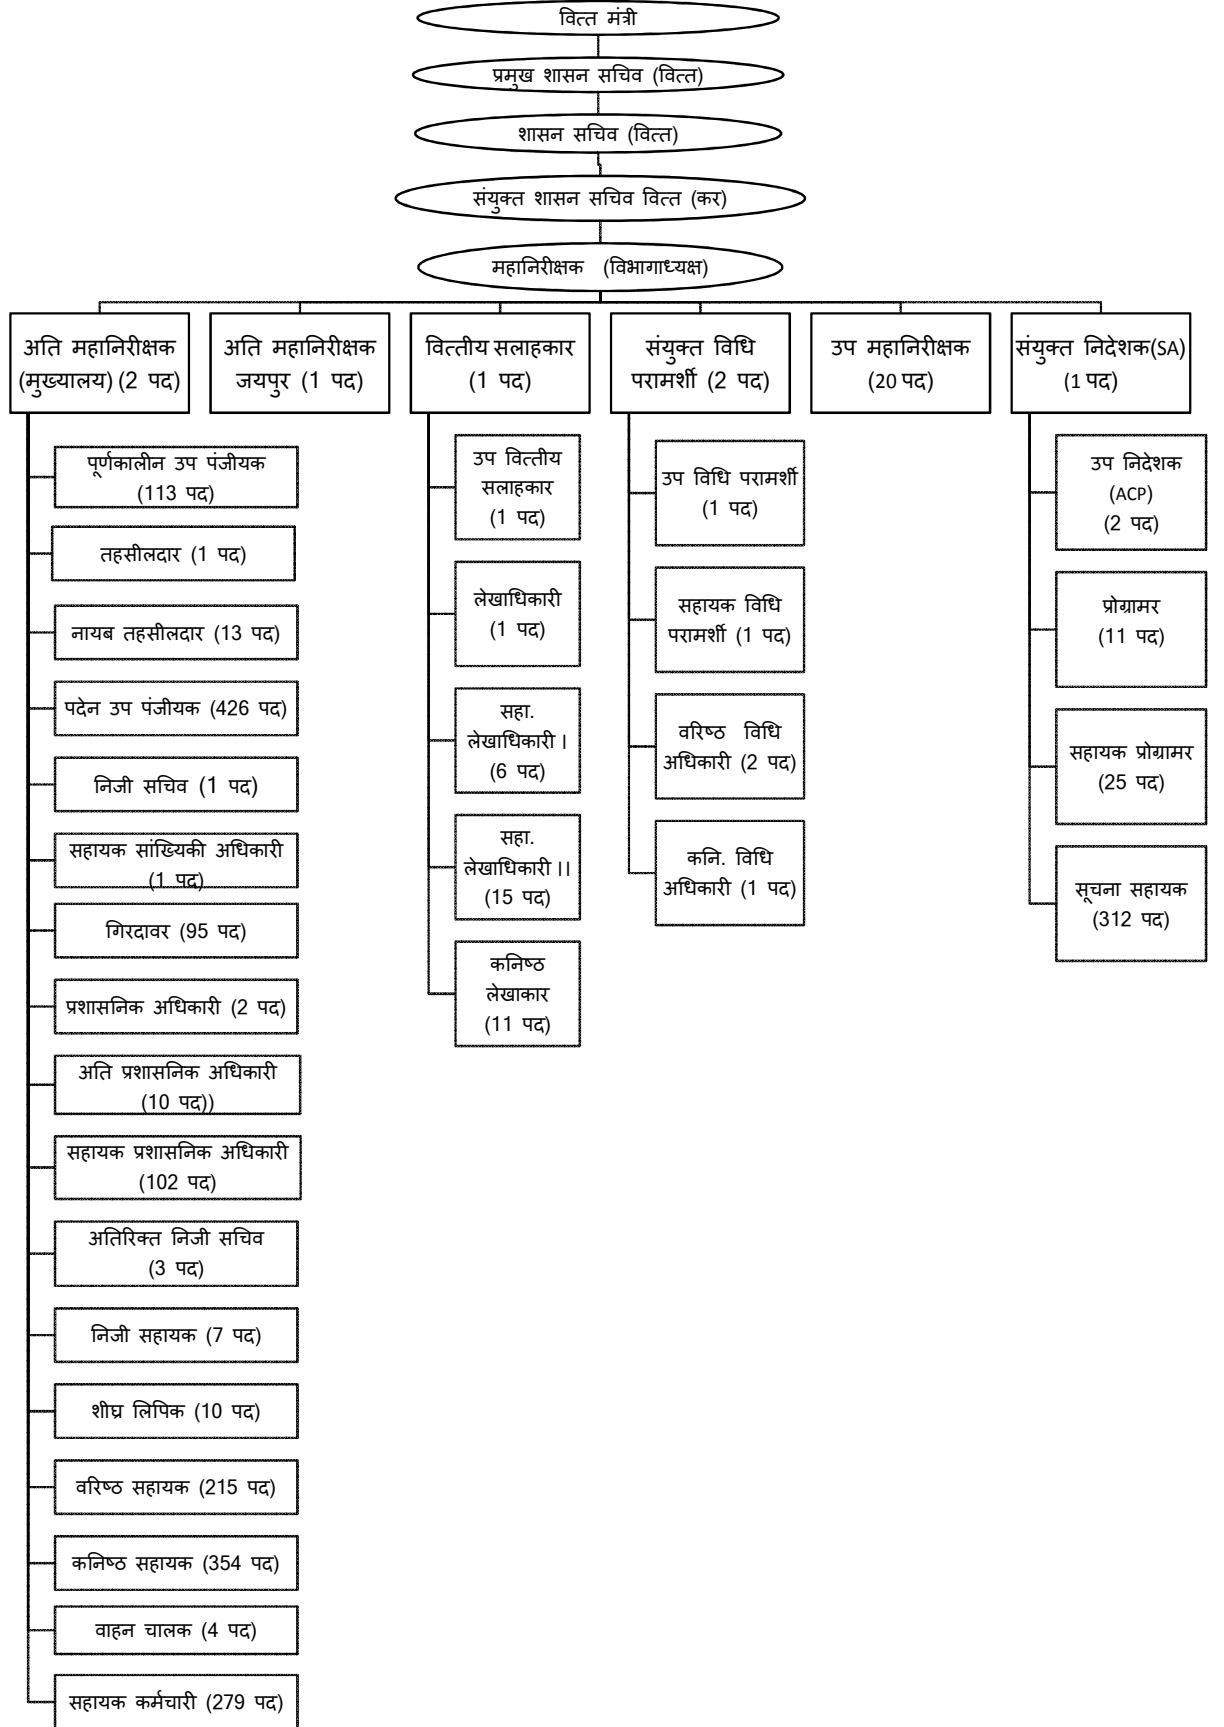 वित्त मंत्री
प्रमुख शासन सचिव (वित्त)
शासन सचिव (वित्त)
संयुक्त शासन सचिव वित्त (कर)
महानिरीक्षक (विभागाध्यक्ष)
अति महानिरीक्षक
(मुख्यालय) (2 पद)
अति महानिरीक्षक
जयपुर (1 पद)
वित्तीय सलाहकार
(1 पद)
संयुक्त विधि
परामर्शी (2 पद)
उप महानिरीक्षक
(20 पद)
संयुक्त निदेशक(SA)
(1 पद)
पूर्णकालीन उप पंजीयक
(113 पद)
तहसीलदार (1 पद)
नायब तहसीलदार (13 पद)
पदेन उप पंजीयक (426 पद)
निजी सचिव (1 पद)
सहायक सांख्यिकी अधिकारी
(1 पद)
गिरदावर (95 पद)
प्रशासनिक अधिकारी (2 पद)
अति प्रशासनिक अधिकारी
(10 पद))
सहायक प्रशासनिक अधिकारी
(102 पद)
अतिरिक्त निजी सचिव
(3 पद)
निजी सहायक (7 पद)
शीघ्र लिपिक (10 पद)
वरिष्ठ सहायक (215 पद)
कनिष्ठ सहायक (354 पद)
वाहन चालक (4 पद)
सहायक कर्मचारी (279 पद)
उप वित्तीय
सलाहकार
(1 पद)
लेखाधिकारी
(1 पद)
सहा.
लेखाधिकारी I
(6 पद)
सहा.
लेखाधिकारी II
(15 पद)
कनिष्ठ
लेखाकार
(11 पद)
उप विधि परामर्शी
(1 पद)
सहायक विधि
परामर्शी (1 पद)
वरिष्ठ विधि
अधिकारी (2 पद)
कनि. विधि
अधिकारी (1 पद)
उप निदेशक
(ACP)
(2 पद)
प्रोग्रामर
(11 पद)
सहायक प्रोग्रामर
(25 पद)
सूचना सहायक
(312 पद)